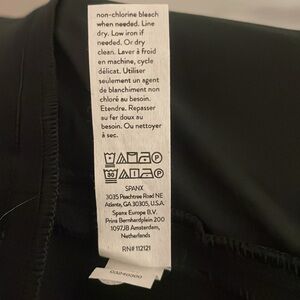 non-chlorine bleach
when needed. Line
dry. Low iron if
needed. Or dry
clean. Laver à froid
en machine, cycle
délicat. Utiliser
seulement un agent
de blanchiment non
chloré au besoin.
Etendre. Repasser
au fer doux au
besoin. Ou nettoyer
à sec.
SPANX
3035 Peachtree Road NE
Atlanta, GA 30305, U.S.A.
Spanx Europe B.V.
Prins Bernhardplein 200
1097JB Amsterdam,
Netherlands
RN# 112121